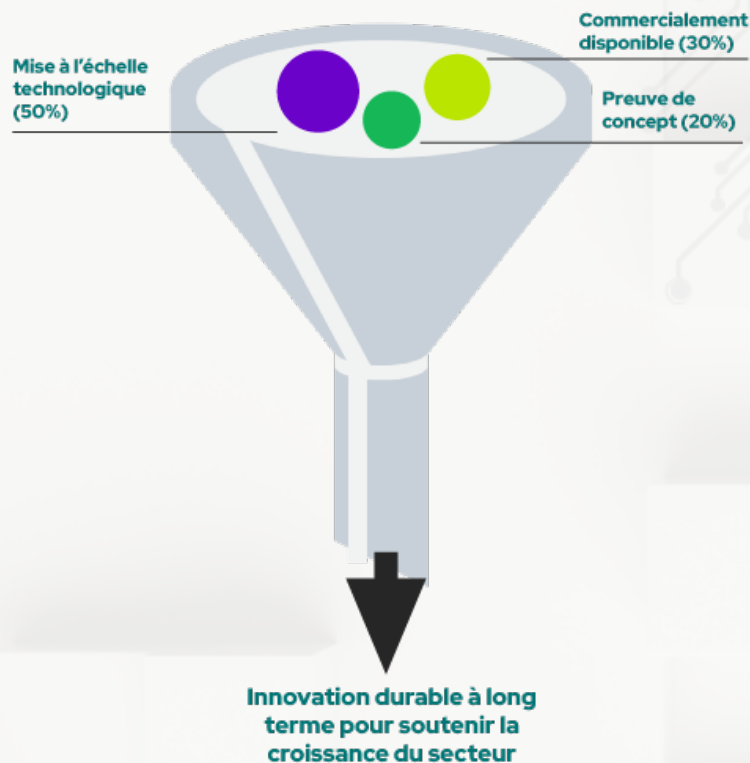 Commercialement
disponible (30%)
Mise à l'échelle
technologique
(50%)
Preuve de
concept (20%)
Innovation durable à long
terme pour soutenir la
croissance du secteur